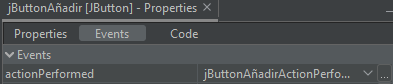 jButtonAñadir [JButton] - Properties ×
Properties Events Code
Events
actionPerformed jButtonAñadirActionPerfo... ...